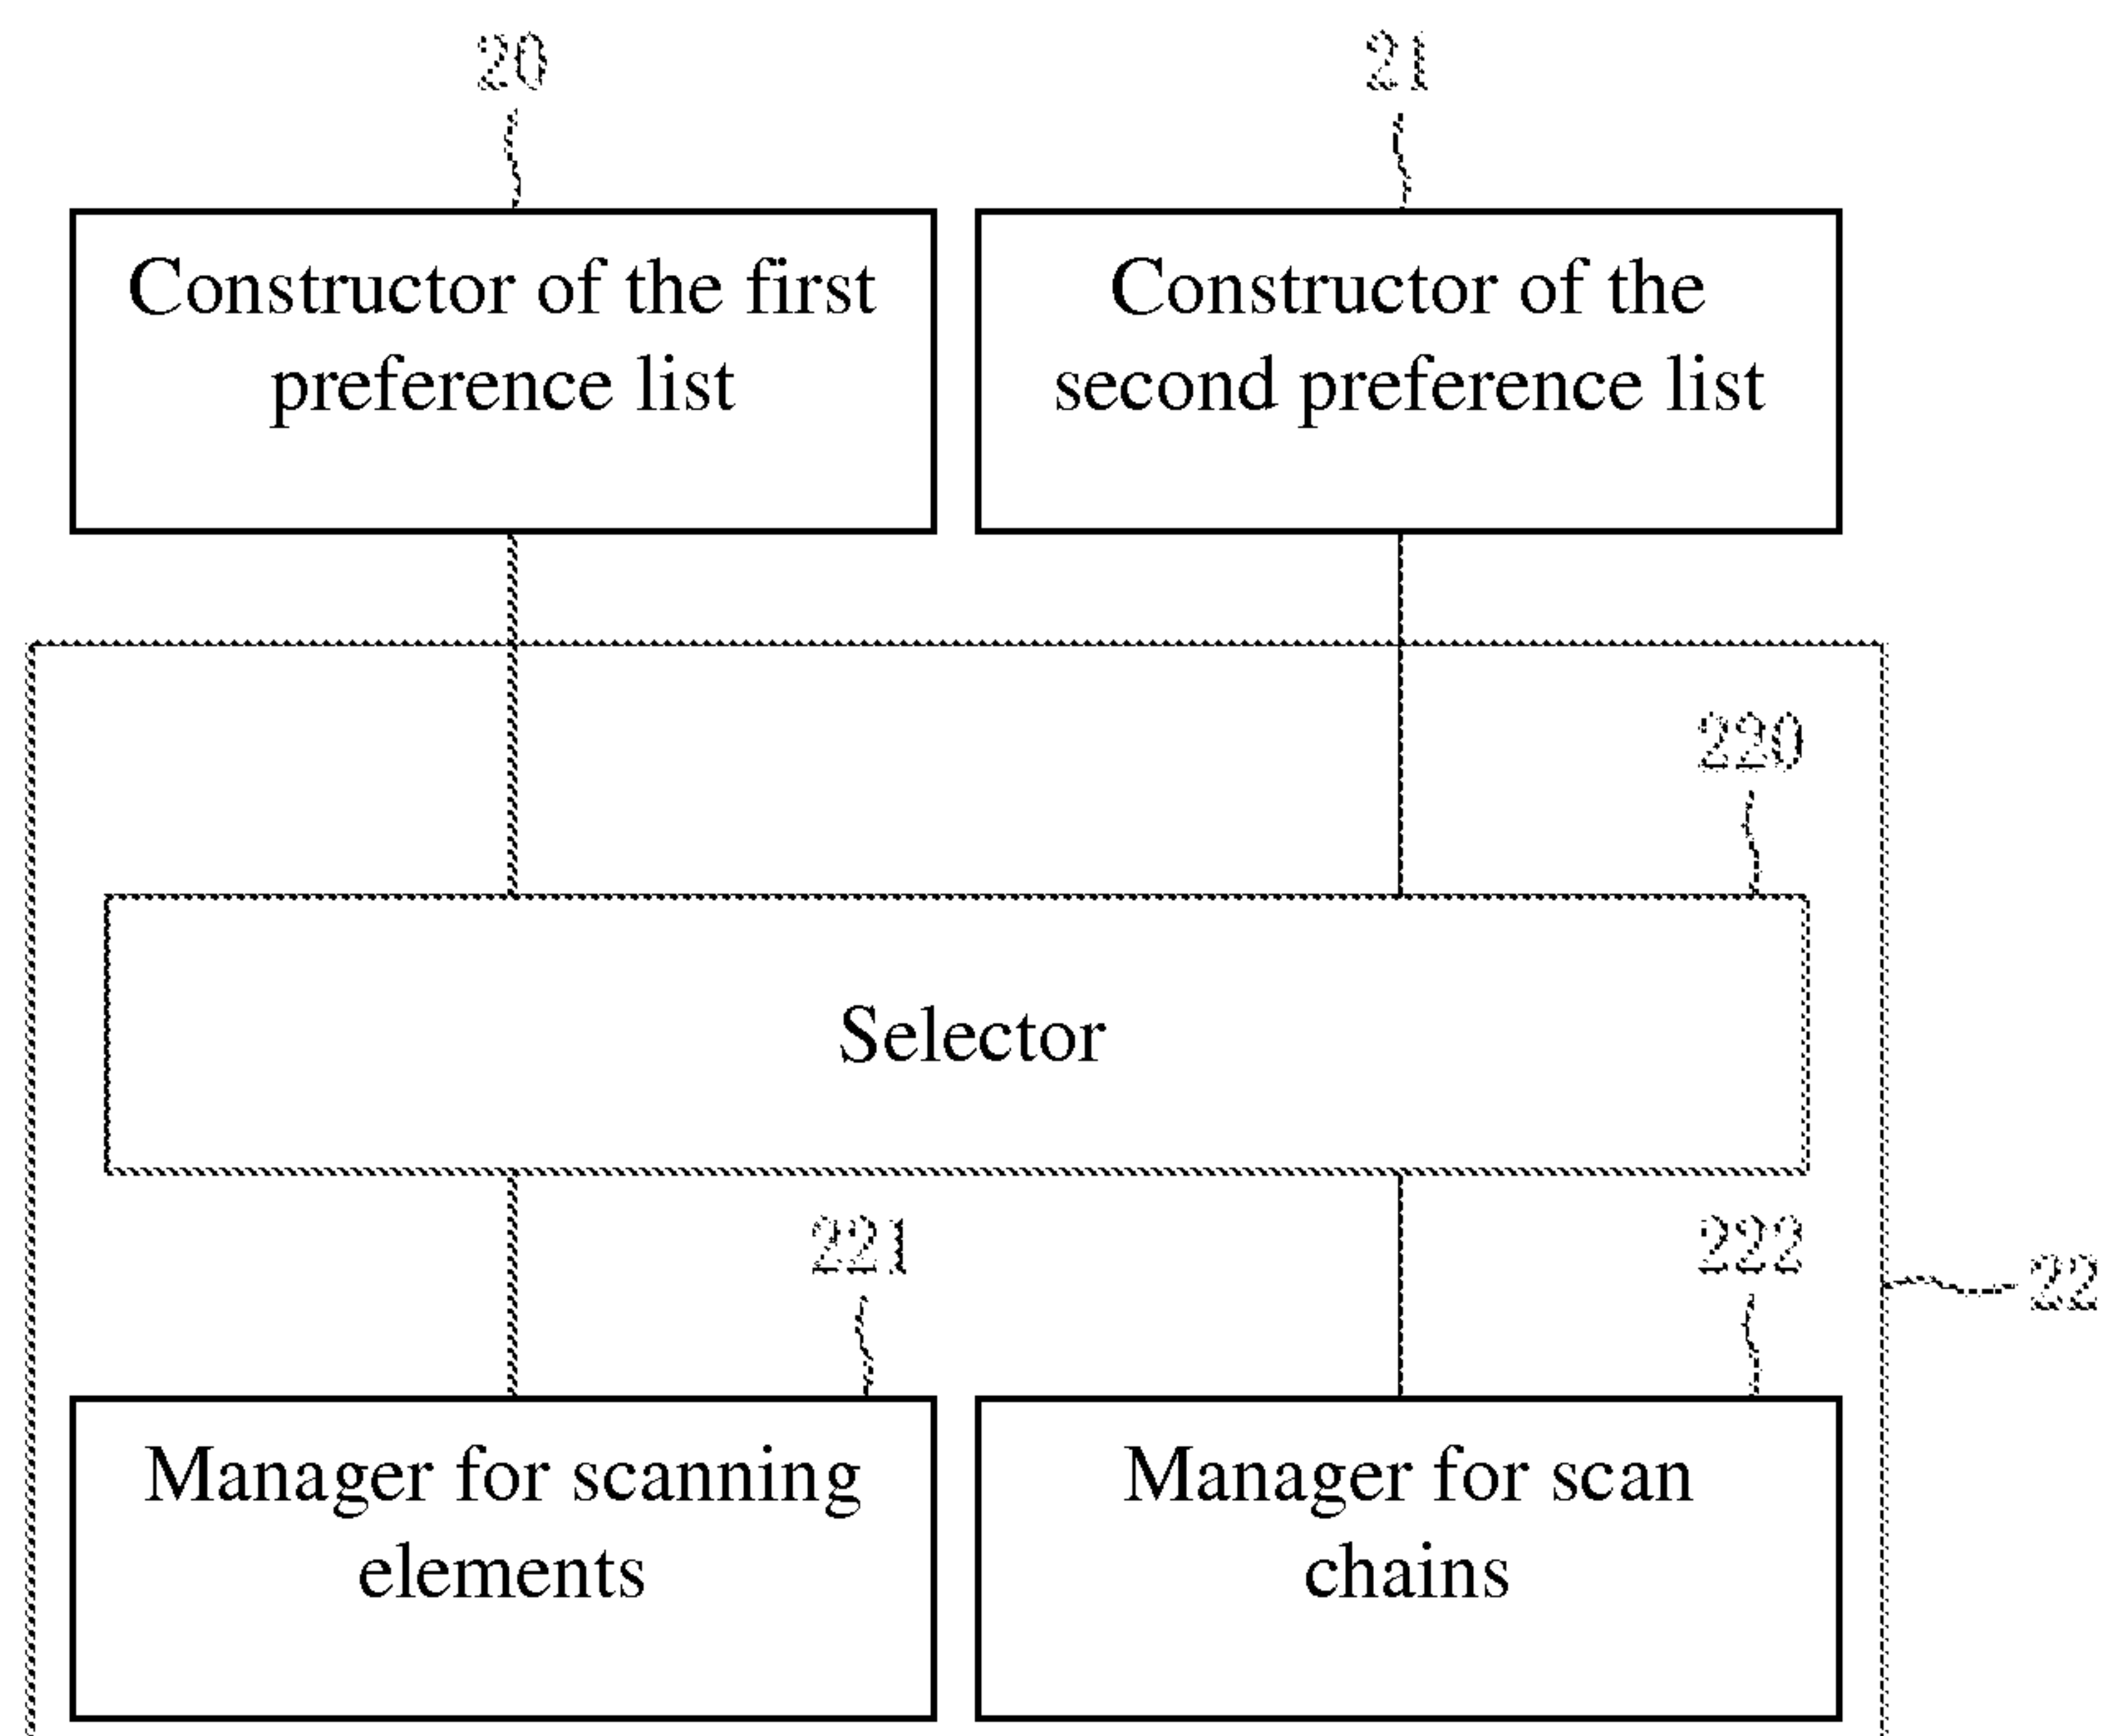 20
21
Constructor of the first
preference list
Constructor of the
second preference list
220
Selector
221
222
22
Manager for scanning
elements
Manager for scan
chains